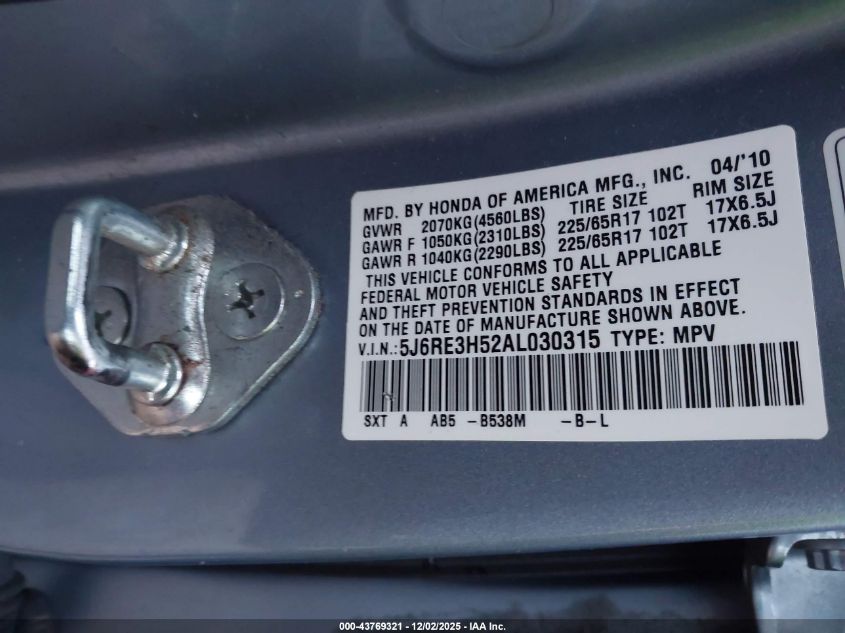 MFD. BY HONDA OF AMERICA MFG., INC. 04/'10
GVWR 2070KG(4560LBS) TIRE SIZE RIM SIZE
GAWR F 1050KG(2310LBS) 225/65R17 102T 17X6.5J
GAWR R 1040KG(2290LBS) 225/65R17 102T 17X6.5J
THIS VEHICLE CONFORMS TO ALL APPLICABLE
FEDERAL MOTOR VEHICLE SAFETY
AND THEFT PREVENTION STANDARDS IN EFFECT
ON THE DATE OF MANUFACTURE SHOWN ABOVE.
V.I.N.:5J6RE3H52AL030315 TYPE: MPV
SXT A AB5 -B538M -B-L
000-43769321 - 12/02/2025 - IAA Inc.